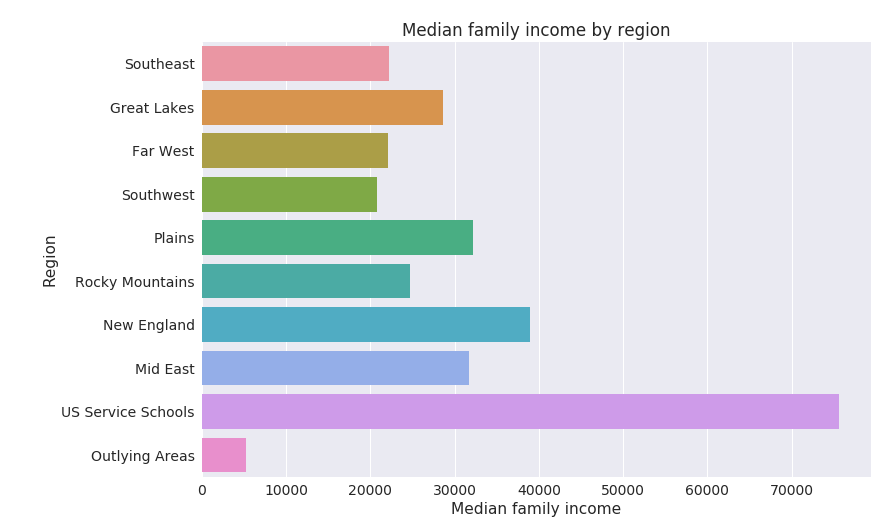 Median family income by region
Region
Southeast
Great Lakes
Far West
Southwest
Plains
Rocky Mountains
New England
Mid East
US Service Schools
Outlying Areas
0 10000 20000 30000 40000 50000 60000 70000
Median family income